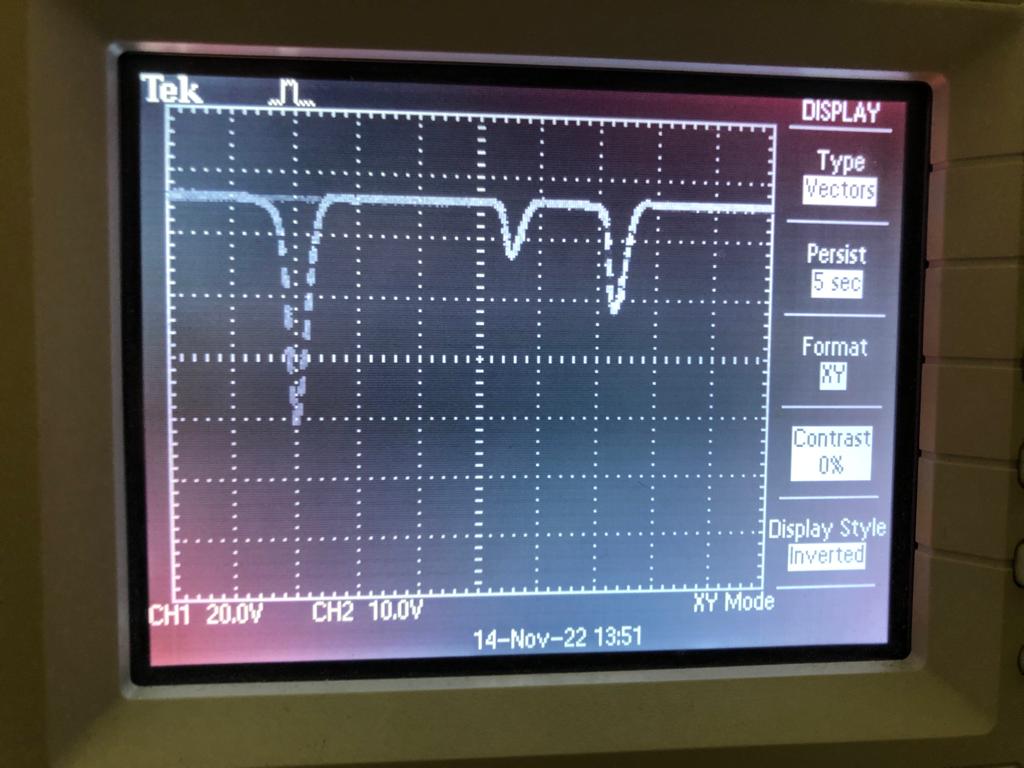 Tek
DISPLAY
Type
Vectors
Persist
5 sec
Format
XY
Contrast
0%
Display Style
Inverted
CH1 20.0V CH2 10.0V XY Mode
14-Nov-22 13:51